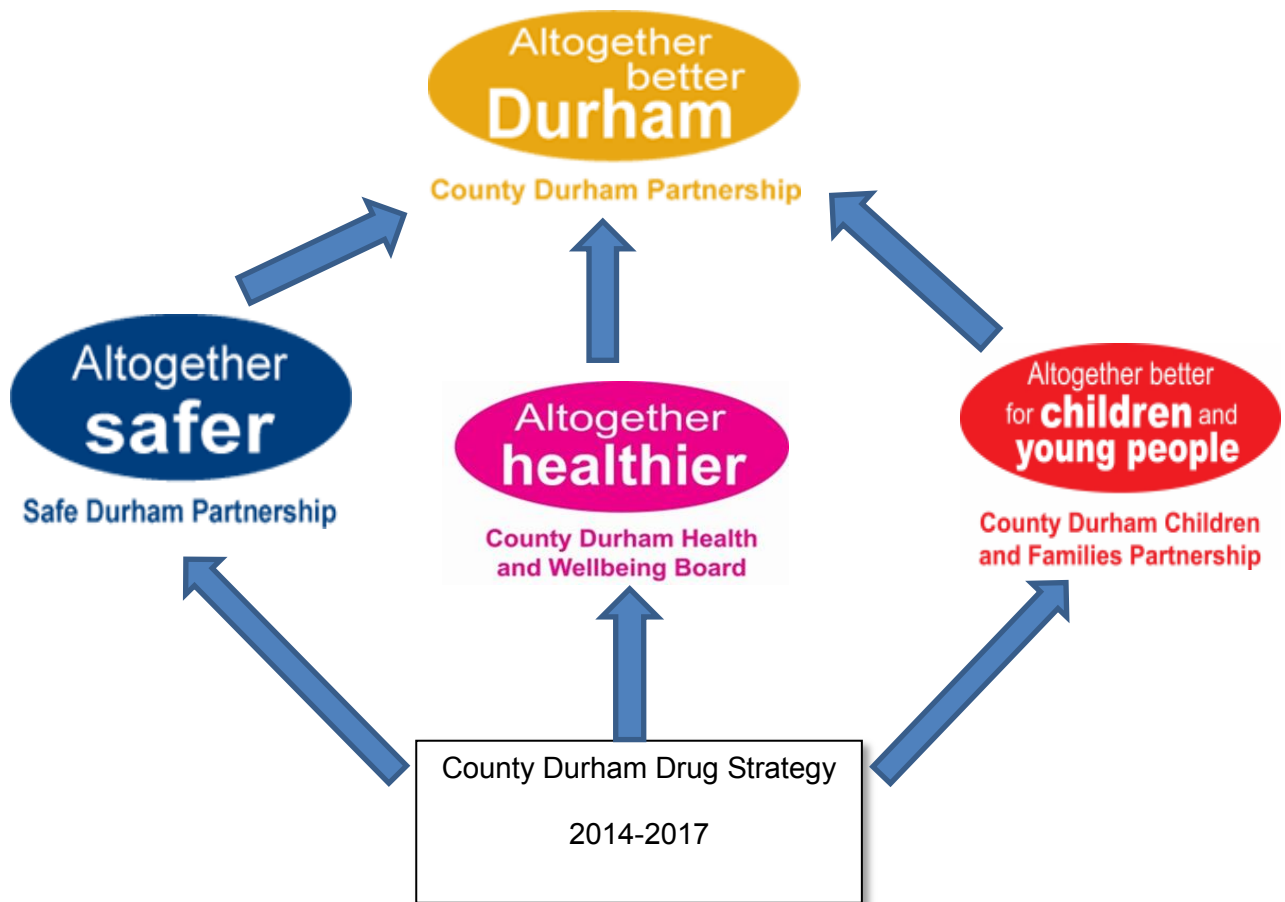 Altogether
better
Durham
County Durham Partnership
Altogether
safer
Safe Durham Partnership
Altogether
healthier
County Durham Health
and Wellbeing Board
Altogether better
for children and
young people
County Durham Children
and Families Partnership
County Durham Drug Strategy
2014-2017